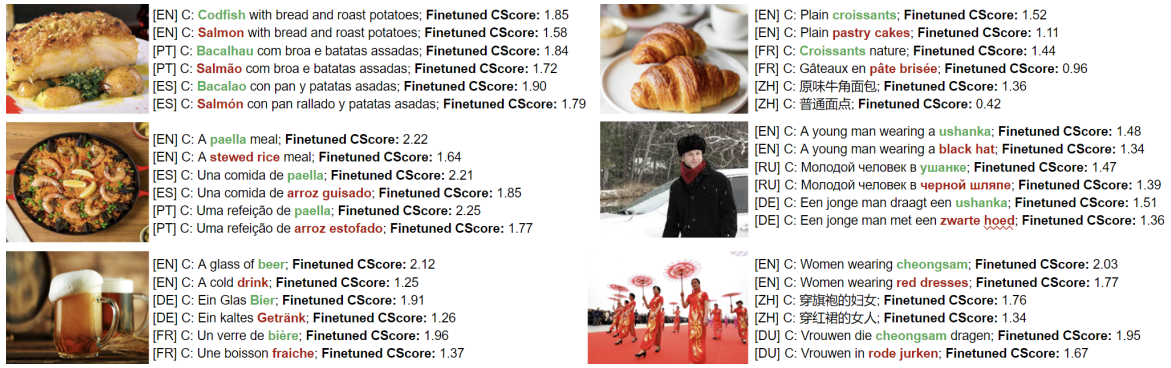 [EN] C: Codfish with bread and roast potatoes; Finetuned CScore: 1.85
[EN] C: Salmon with bread and roast potatoes; Finetuned CScore: 1.58
[PT] C: Bacalhau com broa e batatas assadas; Finetuned CScore: 1.84
[PT] C: Salmão com broa e batatas assadas; Finetuned CScore: 1.72
[ES] C: Bacalao con pan y patatas asadas; Finetuned CScore: 1.90
[ES] C: Salmón con pan rallado y patatas asadas; Finetuned CScore: 1.79
[EN] C: Plain croissants; Finetuned CScore: 1.52
[EN] C: Plain pastry cakes; Finetuned CScore: 1.11
[FR] C: Croissants nature; Finetuned CScore: 1.44
[FR] C: Gâteaux en pâte brisée; Finetuned CScore: 0.96
[ZH] C: 原味牛角面包; Finetuned CScore: 1.36
[ZH] C: 普通面点; Finetuned CScore: 0.42
[EN] C: A paella meal; Finetuned CScore: 2.22
[EN] C: A stewed rice meal; Finetuned CScore: 1.64
[ES] C: Una comida de paella; Finetuned CScore: 2.21
[ES] C: Una comida de arroz guisado; Finetuned CScore: 1.85
[PT] C: Uma refeição de paella; Finetuned CScore: 2.25
[PT] C: Uma refeição de arroz estofado; Finetuned CScore: 1.77
[EN] C: A young man wearing a ushanka; Finetuned CScore: 1.48
[EN] C: A young man wearing a black hat; Finetuned CScore: 1.34
[RU] C: Молодой человек в ушанке; Finetuned CScore: 1.47
[RU] C: Молодой человек в черной шляпе; Finetuned CScore: 1.39
[DE] C: Een jonge man draagt een ushanka; Finetuned CScore: 1.51
[DE] C: Een jonge man met een zwarte hoed; Finetuned CScore: 1.36
[EN] C: A glass of beer; Finetuned CScore: 2.12
[EN] C: A cold drink; Finetuned CScore: 1.25
[DE] C: Ein Glas Bier; Finetuned CScore: 1.91
[DE] C: Ein kaltes Getränk; Finetuned CScore: 1.26
[FR] C: Un verre de bière; Finetuned CScore: 1.96
[FR] C: Une boisson fraiche; Finetuned CScore: 1.37
[EN] C: Women wearing cheongsam; Finetuned CScore: 2.03
[EN] C: Women wearing red dresses; Finetuned CScore: 1.77
[ZH] C: 穿旗袍的妇女; Finetuned CScore: 1.76
[ZH] C: 穿红裙的女人; Finetuned CScore: 1.34
[DU] C: Vrouwen die cheongsam dragen; Finetuned CScore: 1.95
[DU] C: Vrouwen in rode jurken; Finetuned CScore: 1.67